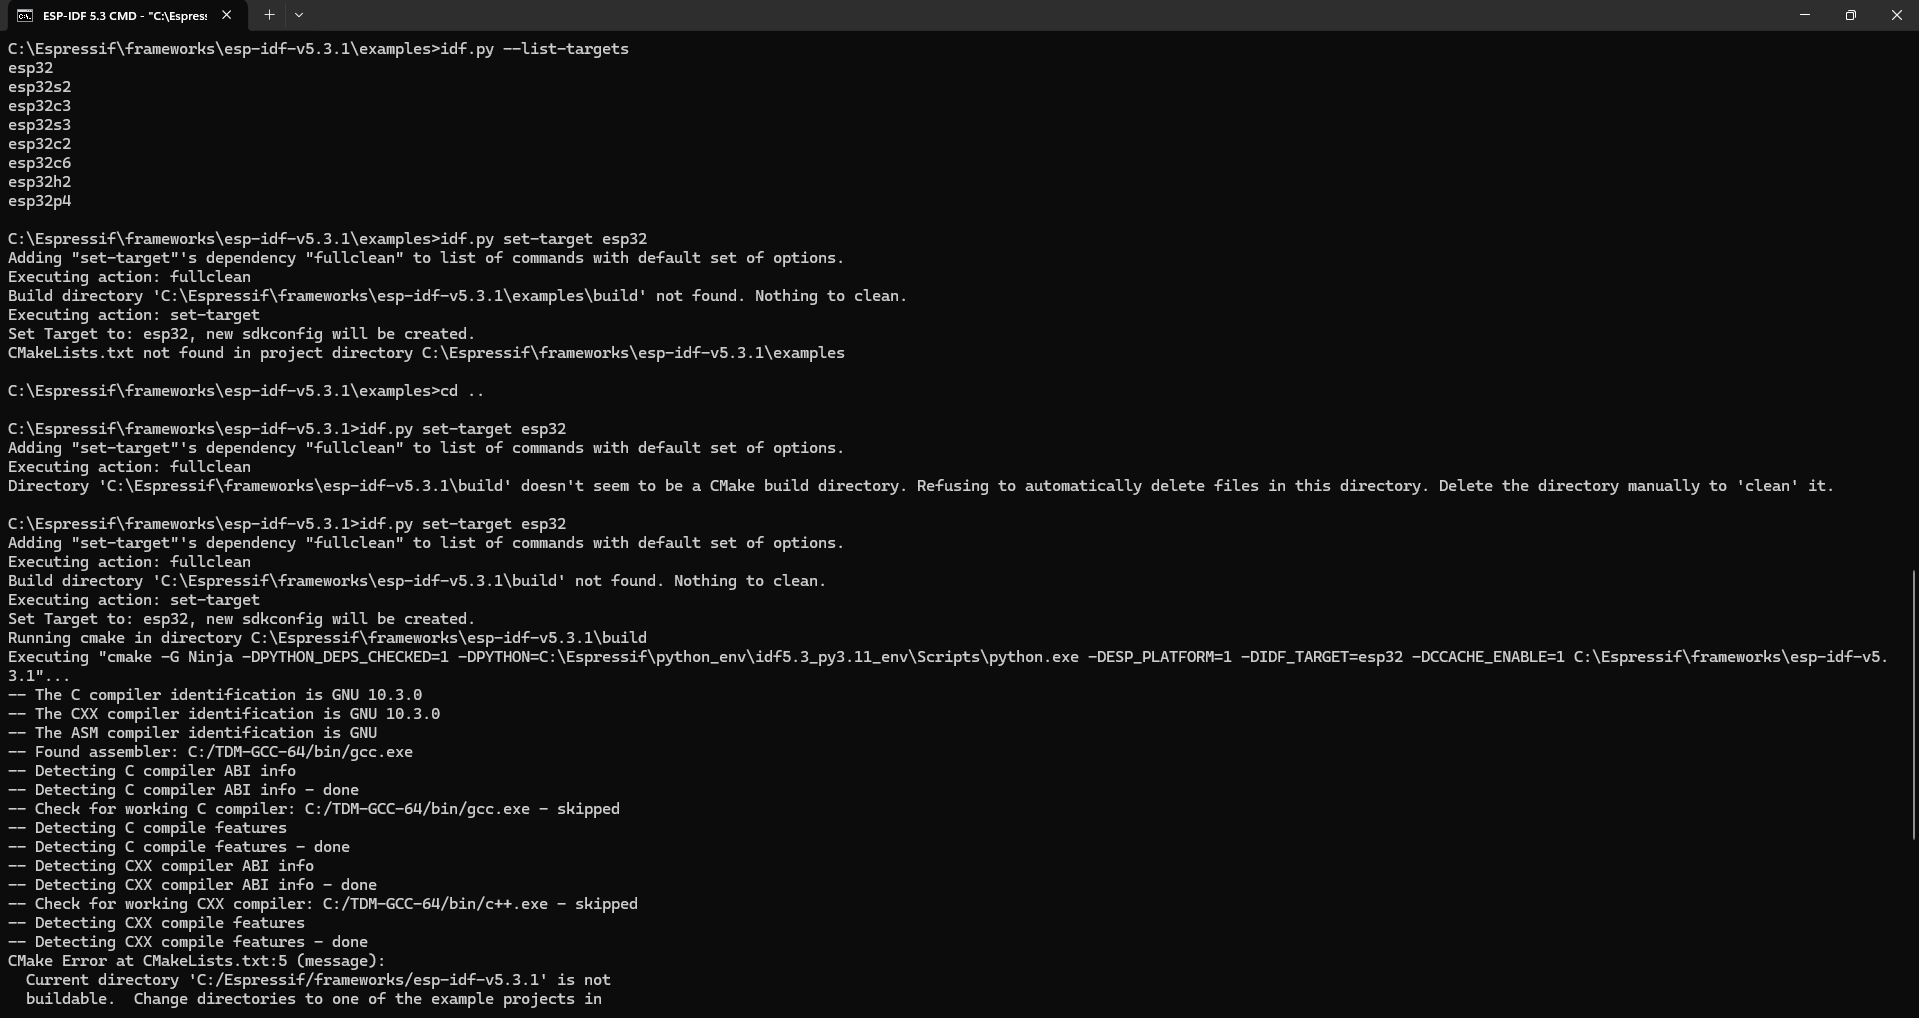 ESP-IDF 5.3 CMD - "C:\Espress
C:\Espressif\frameworks\esp-idf-v5.3.1\examples>idf.py --list-targets
esp32
esp32s2
esp32c3
esp32s3
esp32c2
esp32c6
esp32h2
esp32p4
C:\Espressif\frameworks\esp-idf-v5.3.1\examples>idf.py set-target esp32
Adding "set-target"'s dependency "fullclean" to list of commands with default set of options.
Executing action: fullclean
Build directory 'C:\Espressif\frameworks\esp-idf-v5.3.1\examples\build' not found. Nothing to clean.
Executing action: set-target
Set Target to: esp32, new sdkconfig will be created.
CMakeLists.txt not found in project directory C:\Espressif\frameworks\esp-idf-v5.3.1\examples
C:\Espressif\frameworks\esp-idf-v5.3.1\examples>cd ..
C:\Espressif\frameworks\esp-idf-v5.3.1>idf.py set-target esp32
Adding "set-target"'s dependency "fullclean" to list of commands with default set of options.
Executing action: fullclean
Directory 'C:\Espressif\frameworks\esp-idf-v5.3.1\build' doesn't seem to be a CMake build directory. Refusing to automatically delete files in this directory. Delete the directory manually to 'clean' it.
C:\Espressif\frameworks\esp-idf-v5.3.1>idf.py set-target esp32
Adding "set-target"'s dependency "fullclean" to list of commands with default set of options.
Executing action: fullclean
Build directory 'C:\Espressif\frameworks\esp-idf-v5.3.1\build' not found. Nothing to clean.
Executing action: set-target
Set Target to: esp32, new sdkconfig will be created.
Running cmake in directory C:\Espressif\frameworks\esp-idf-v5.3.1\build
Executing "cmake -G Ninja -DPYTHON_DEPS_CHECKED=1 -DPYTHON=C:\Espressif\python_env\idf5.3_py3.11_env\Scripts\python.exe -DESP_PLATFORM=1 -DIDF_TARGET=esp32 -DCCACHE_ENABLE=1 C:\Espressif\frameworks\esp-idf-v5.
3.1"...
-- The C compiler identification is GNU 10.3.0
-- The CXX compiler identification is GNU 10.3.0
-- The ASM compiler identification is GNU
-- Found assembler: C:/TDM-GCC-64/bin/gcc.exe
-- Detecting C compiler ABI info
-- Detecting C compiler ABI info - done
-- Check for working C compiler: C:/TDM-GCC-64/bin/gcc.exe - skipped
-- Detecting C compile features
-- Detecting C compile features - done
-- Detecting CXX compiler ABI info
-- Detecting CXX compiler ABI info - done
-- Check for working CXX compiler: C:/TDM-GCC-64/bin/c++.exe - skipped
-- Detecting CXX compile features
-- Detecting CXX compile features - done
CMake Error at CMakeLists.txt:5 (message):
Current directory 'C:/Espressif/frameworks/esp-idf-v5.3.1' is not
buildable.  Change directories to one of the example projects in